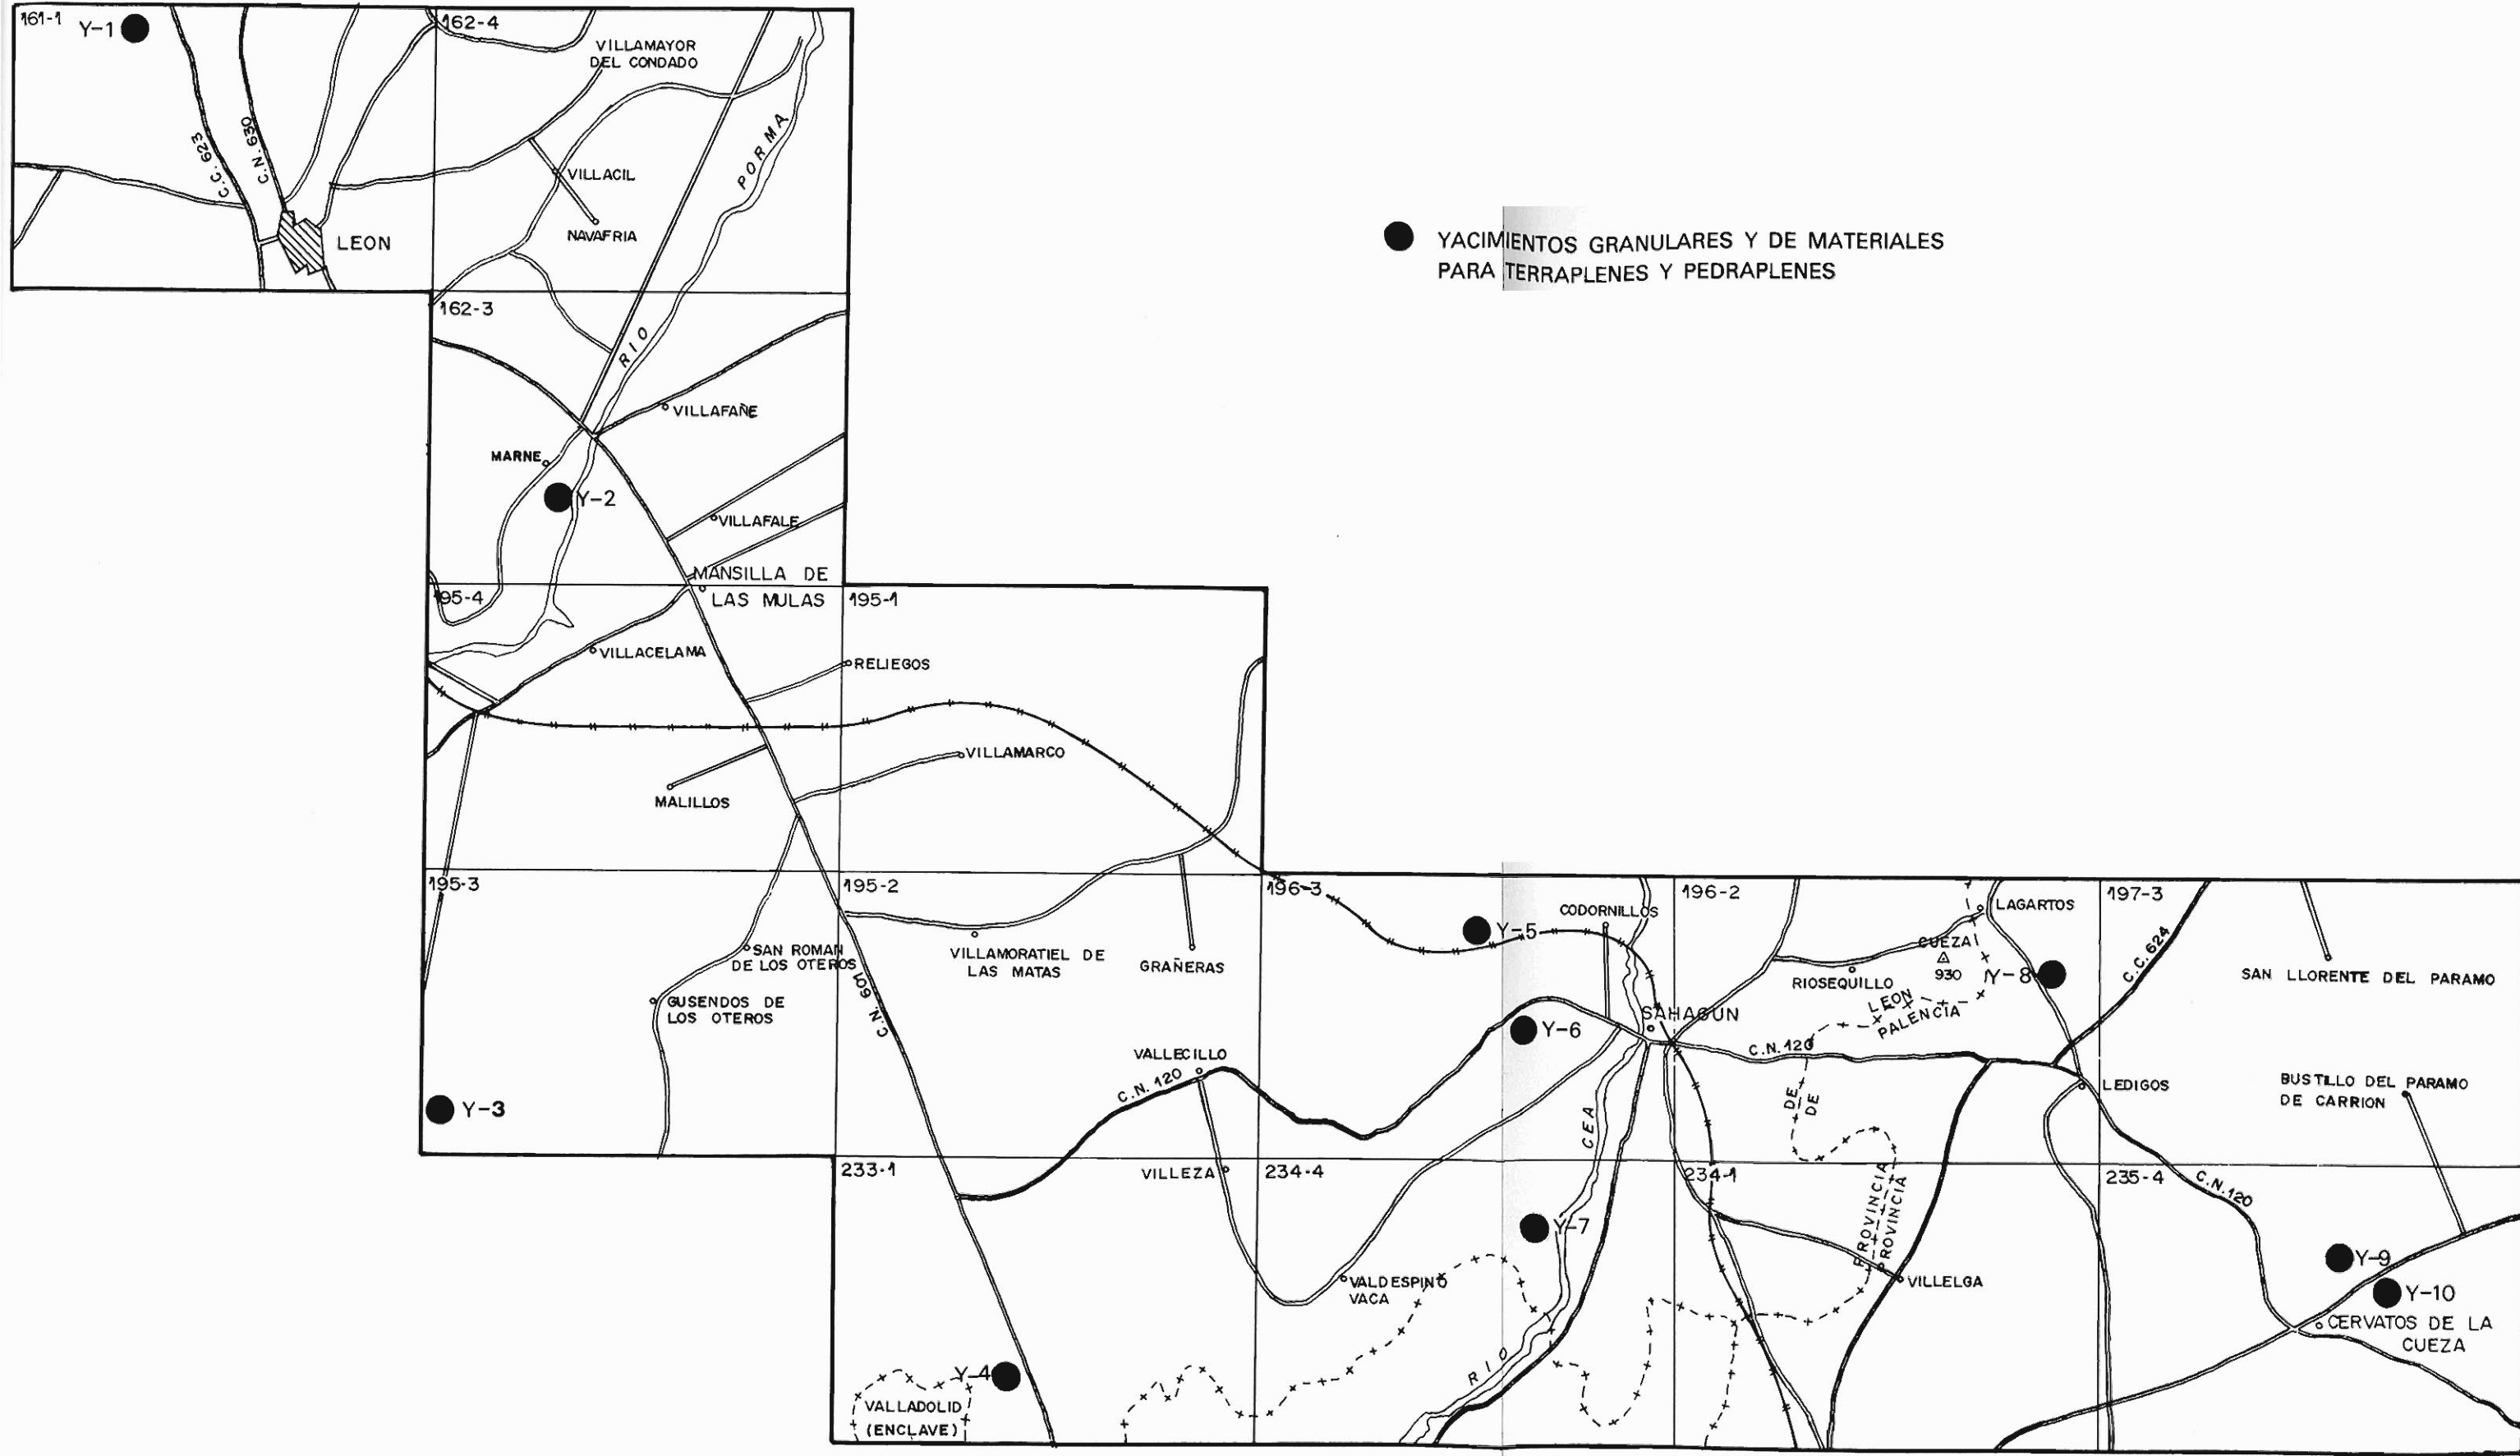 161-1
Y-1
162-4
VILLAMAYOR
DEL CONDADO
C.C. 623
C.N. 630
PORMA
VILLACIL
NAVAFRIA
LEON
YACIMIENTOS GRANULARES Y DE MATERIALES
PARA TERRAPLENES Y PEDRAPLENES
162-3
RIO
VILLAFAÑE
MARNE
Y-2
VILLAFALE
MANSILLA DE
LAS MULAS
195-4
195-1
VILLACELAMA
RELIEGOS
VILLAMARCO
MALILLOS
195-3
195-2
196-3
196-2
197-3
CODORNILLOS
LAGARTOS
Y-5
CUEZA
930
C.C. 624
SAN ROMAN
DE LOS OTEROS
VILLAMORATIEL DE
LAS MATAS
GRAÑERAS
RIOSEQUILLO
Y-8
SAN LLORENTE DEL PARAMO
GUSENDOS DE
LOS OTEROS
C.N. 601
Y-6
SAHAGUN
LEON
PALENCIA
C.N. 120
VALLECILLO
C.N. 120
LEDIGOS
BUSTILLO DEL PARAMO
DE CARRION
Y-3
CEA
DE
DE
233-1
VILLEZA
234-4
234-1
235-4
C.N. 120
PROVINCIA
PROVINCIA
Y-7
VALDESPINO
VACA
VILLELGA
Y-9
Y-10
CERVATOS DE LA
CUEZA
RIO
Y-4
VALLADOLID
(ENCLAVE)